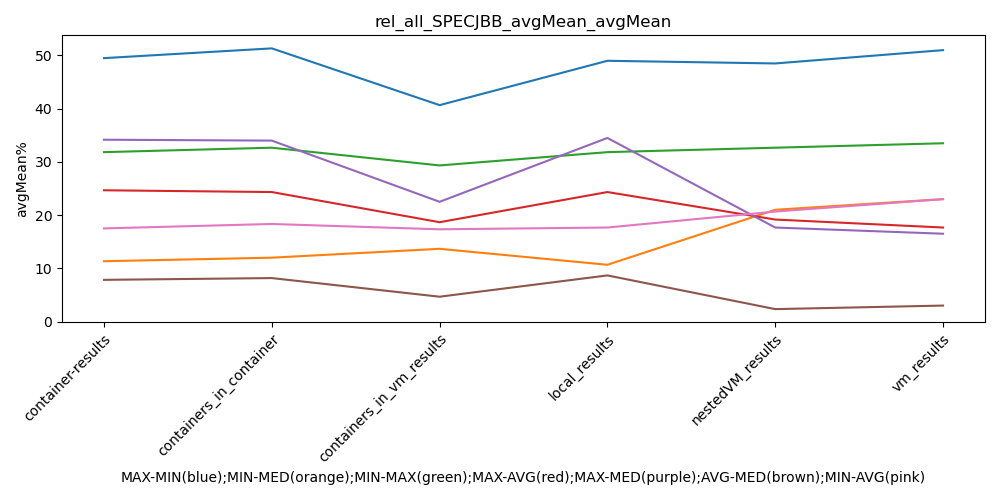 rel_all_SPECJBB_avgMean_avgMean
avgMean%
50
40
30
20
10
0
container-results
containers_in_container
containers_in_vm_results
local_results
nestedVM_results
vm_results
MAX-MIN(blue);MIN-MED(orange);MIN-MAX(green);MAX-AVG(red);MAX-MED(purple);AVG-MED(brown);MIN-AVG(pink)